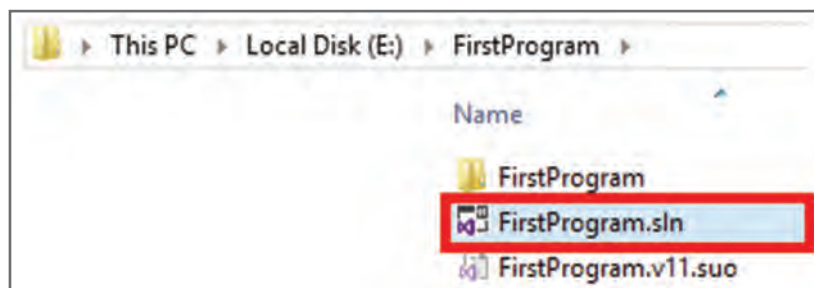 This PC Local Disk (E:) FirstProgram
Name
FirstProgram
FirstProgram.sln
FirstProgram.v11.suo